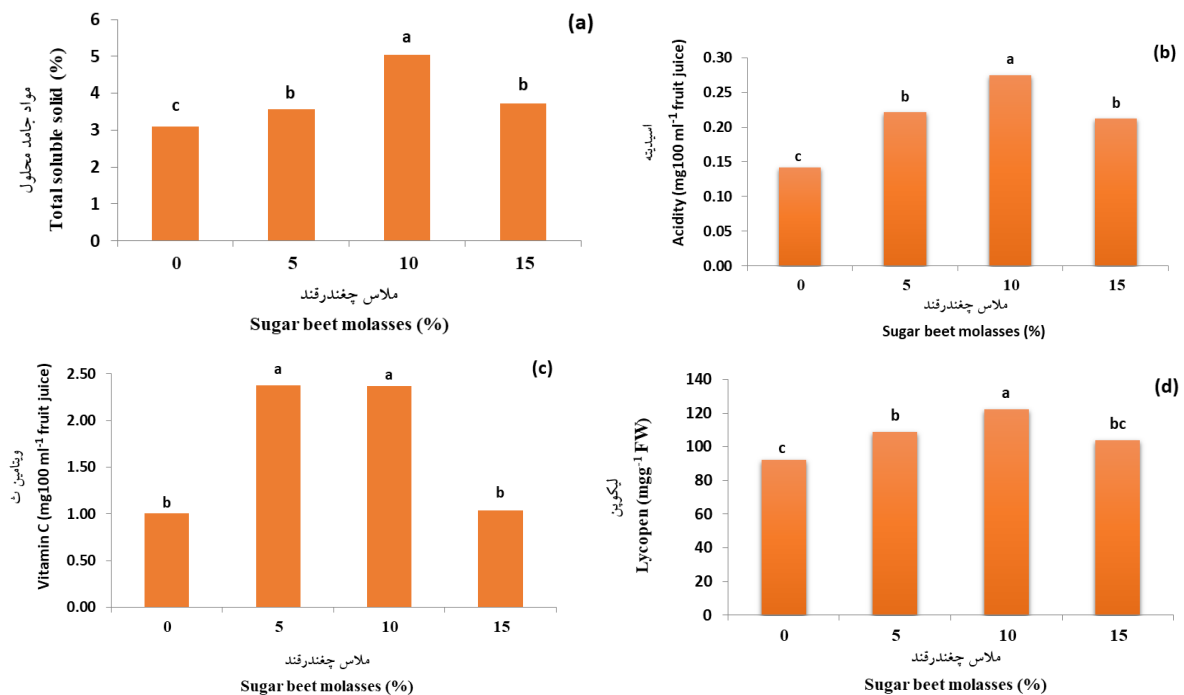 (a)
مواد جامد محلول
Total soluble solid (%)
6
5
4
3
2
1
0
c
b
a
b
0 5 10 15
ملاس چغندرقند
Sugar beet molasses (%)
(b)
اسیدیته
Acidity (mg100 ml⁻¹ fruit juice)
0.30
0.25
0.20
0.15
0.10
0.05
0.00
c
b
a
b
0 5 10 15
ملاس چغندرقند
Sugar beet molasses (%)
(c)
ویتامین ث
Vitamin C (mg100 ml⁻¹ fruit juice)
2.50
2.00
1.50
1.00
0.50
0.00
b
a
a
b
0 5 10 15
ملاس چغندرقند
Sugar beet molasses (%)
(d)
لیکوپن
Lycopen (mgg⁻¹ FW)
140
120
100
80
60
40
20
0
c
b
a
bc
0 5 10 15
ملاس چغندرقند
Sugar beet molasses (%)